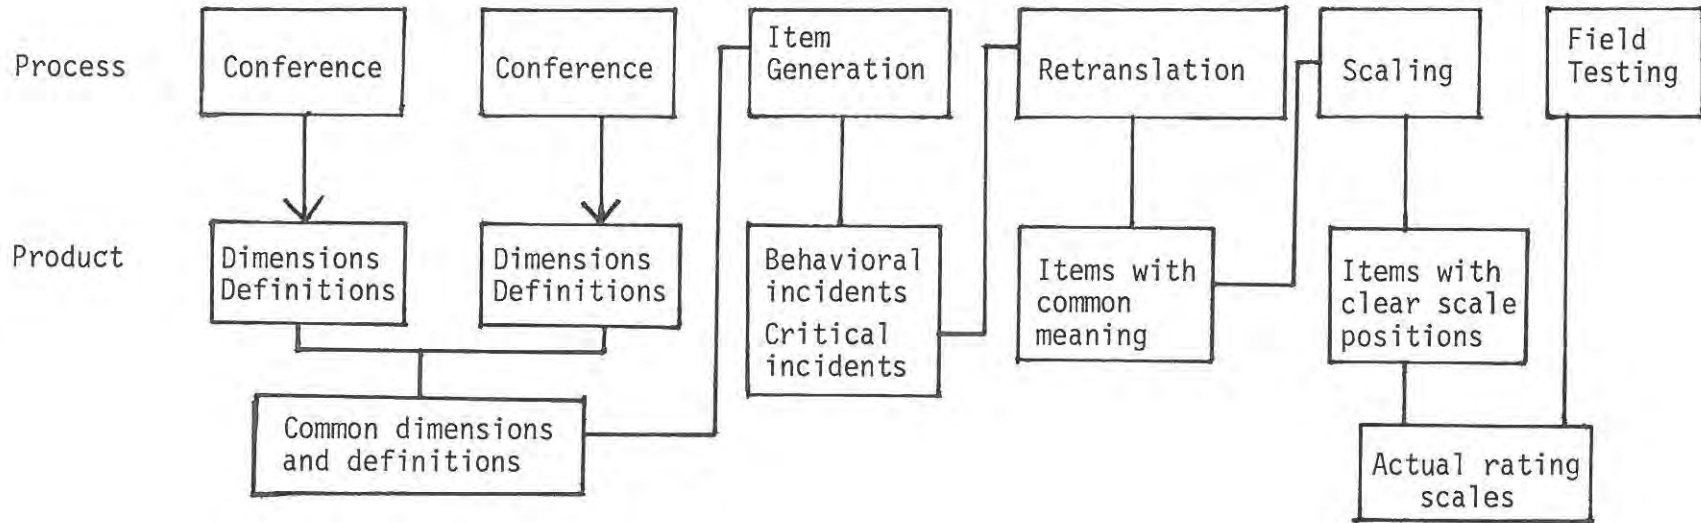 Process
Conference
Conference
Item
Generation
Retranslation
Scaling
Field
Testing
Product
Dimensions
Definitions
Dimensions
Definitions
Behavioral
incidents
Critical
incidents
Items with
common
meaning
Items with
clear scale
positions
Common dimensions
and definitions
Actual rating
scales